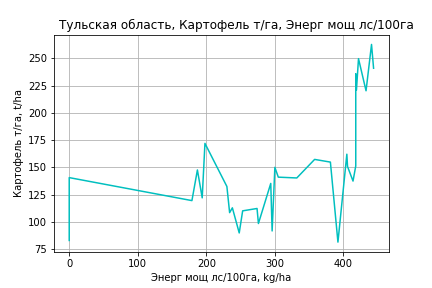 Тульская область, Картофель т/га, Энерг мощ лс/100га
Картофель т/га, t/ha
250
225
200
175
150
125
100
75
0 100 200 300 400
Энерг мощ лс/100га, kg/ha